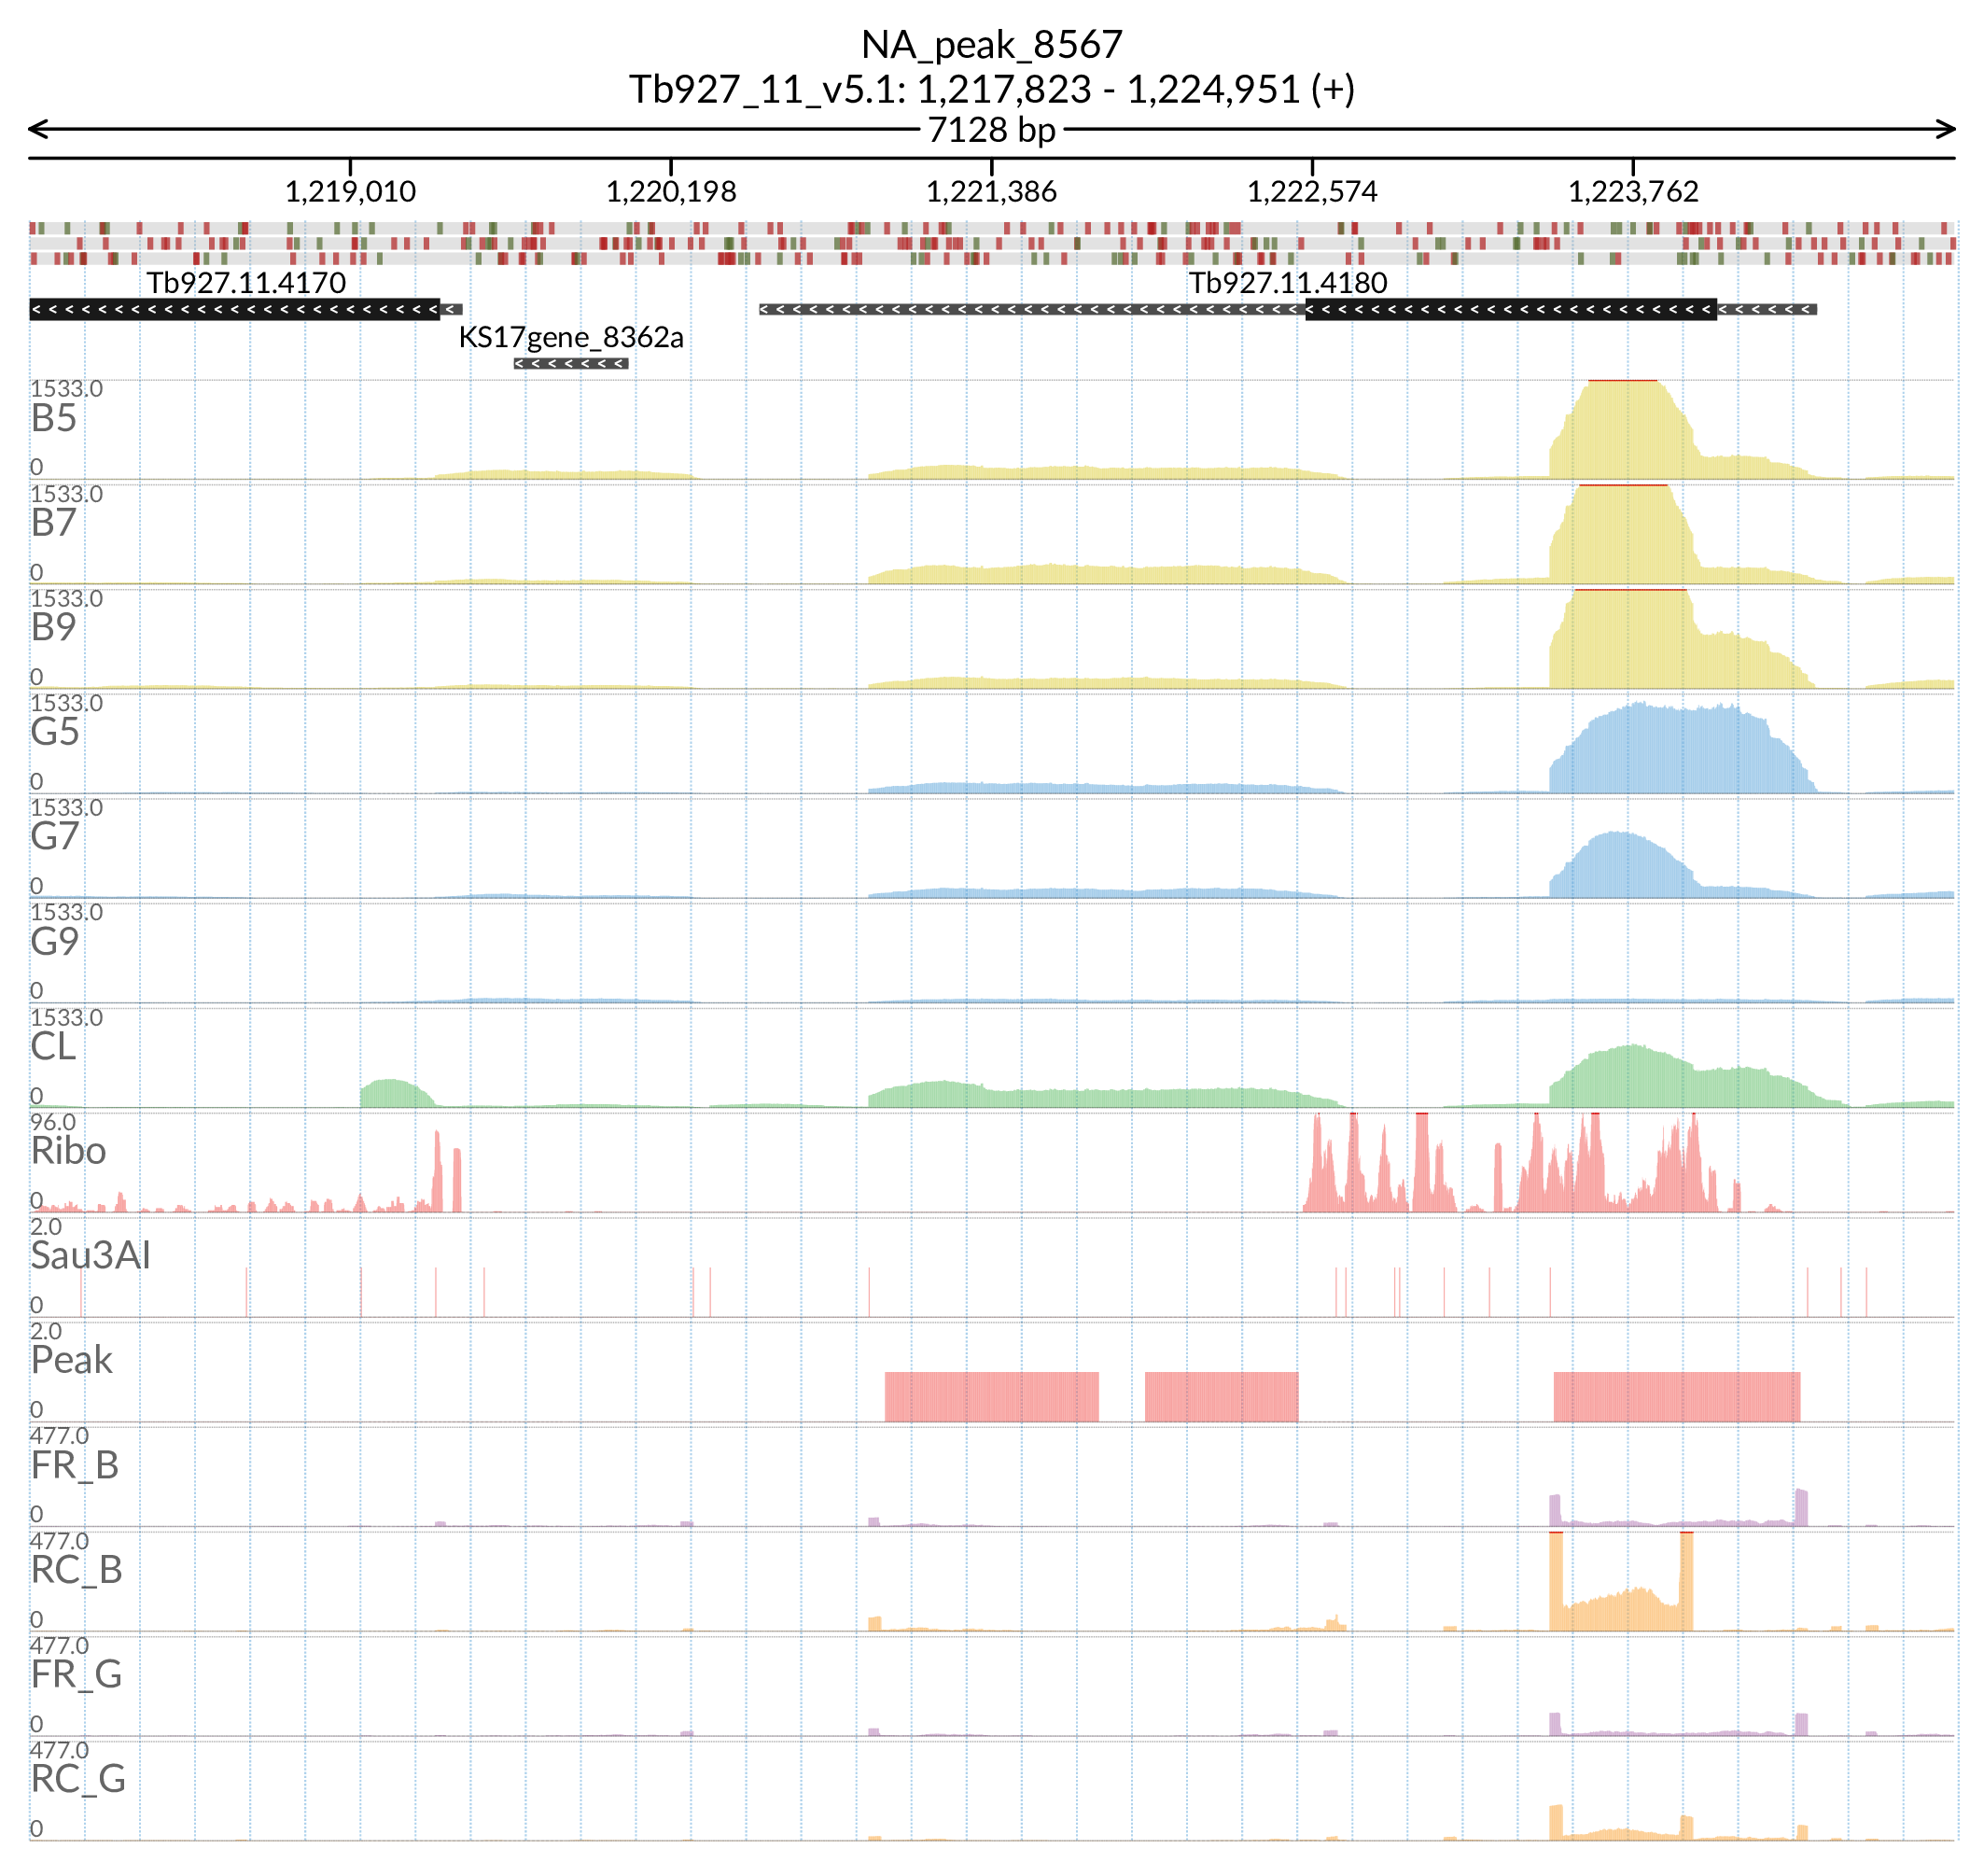 NA_peak_8567
Tb927_11_v5.1: 1,217,823 - 1,224,951 (+)
7128 bp
1,219,010 1,220,198 1,221,386 1,222,574 1,223,762
Tb927.11.4170 Tb927.11.4180
KS17gene_8362a
1533.0
B5
0
1533.0
B7
0
1533.0
B9
0
1533.0
G5
0
1533.0
G7
0
1533.0
G9
0
1533.0
CL
0
96.0
Ribo
0
2.0
Sau3AI
0
2.0
Peak
0
477.0
FR_B
0
477.0
RC_B
0
477.0
FR_G
0
477.0
RC_G
0